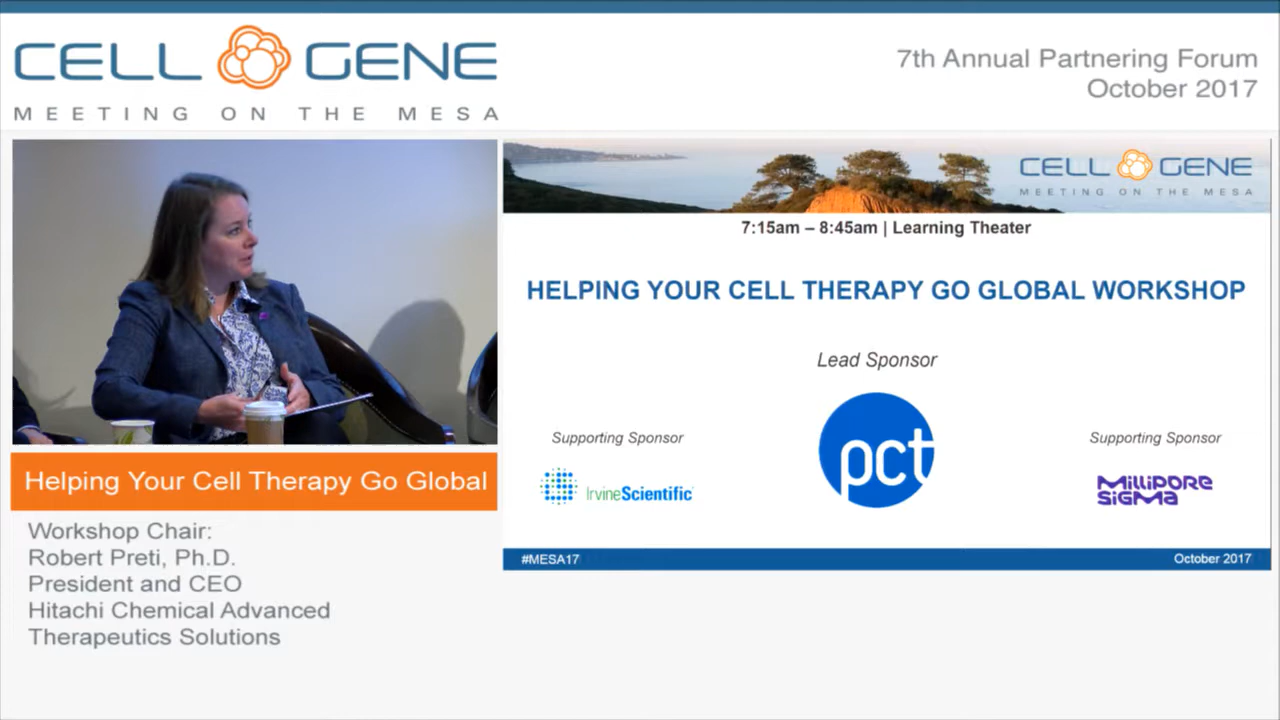 CELL GENE
MEETING ON THE MESA
7th Annual Partnering Forum
October 2017
CELL GENE
MEETING ON THE MESA
7:15am – 8:45am | Learning Theater
HELPING YOUR CELL THERAPY GO GLOBAL WORKSHOP
Lead Sponsor
pct
Supporting Sponsor
IrvineScientific
Supporting Sponsor
MILLIPORE
SIGMA
#MESA17
October 2017
Helping Your Cell Therapy Go Global
Workshop Chair:
Robert Preti, Ph.D.
President and CEO
Hitachi Chemical Advanced
Therapeutics Solutions